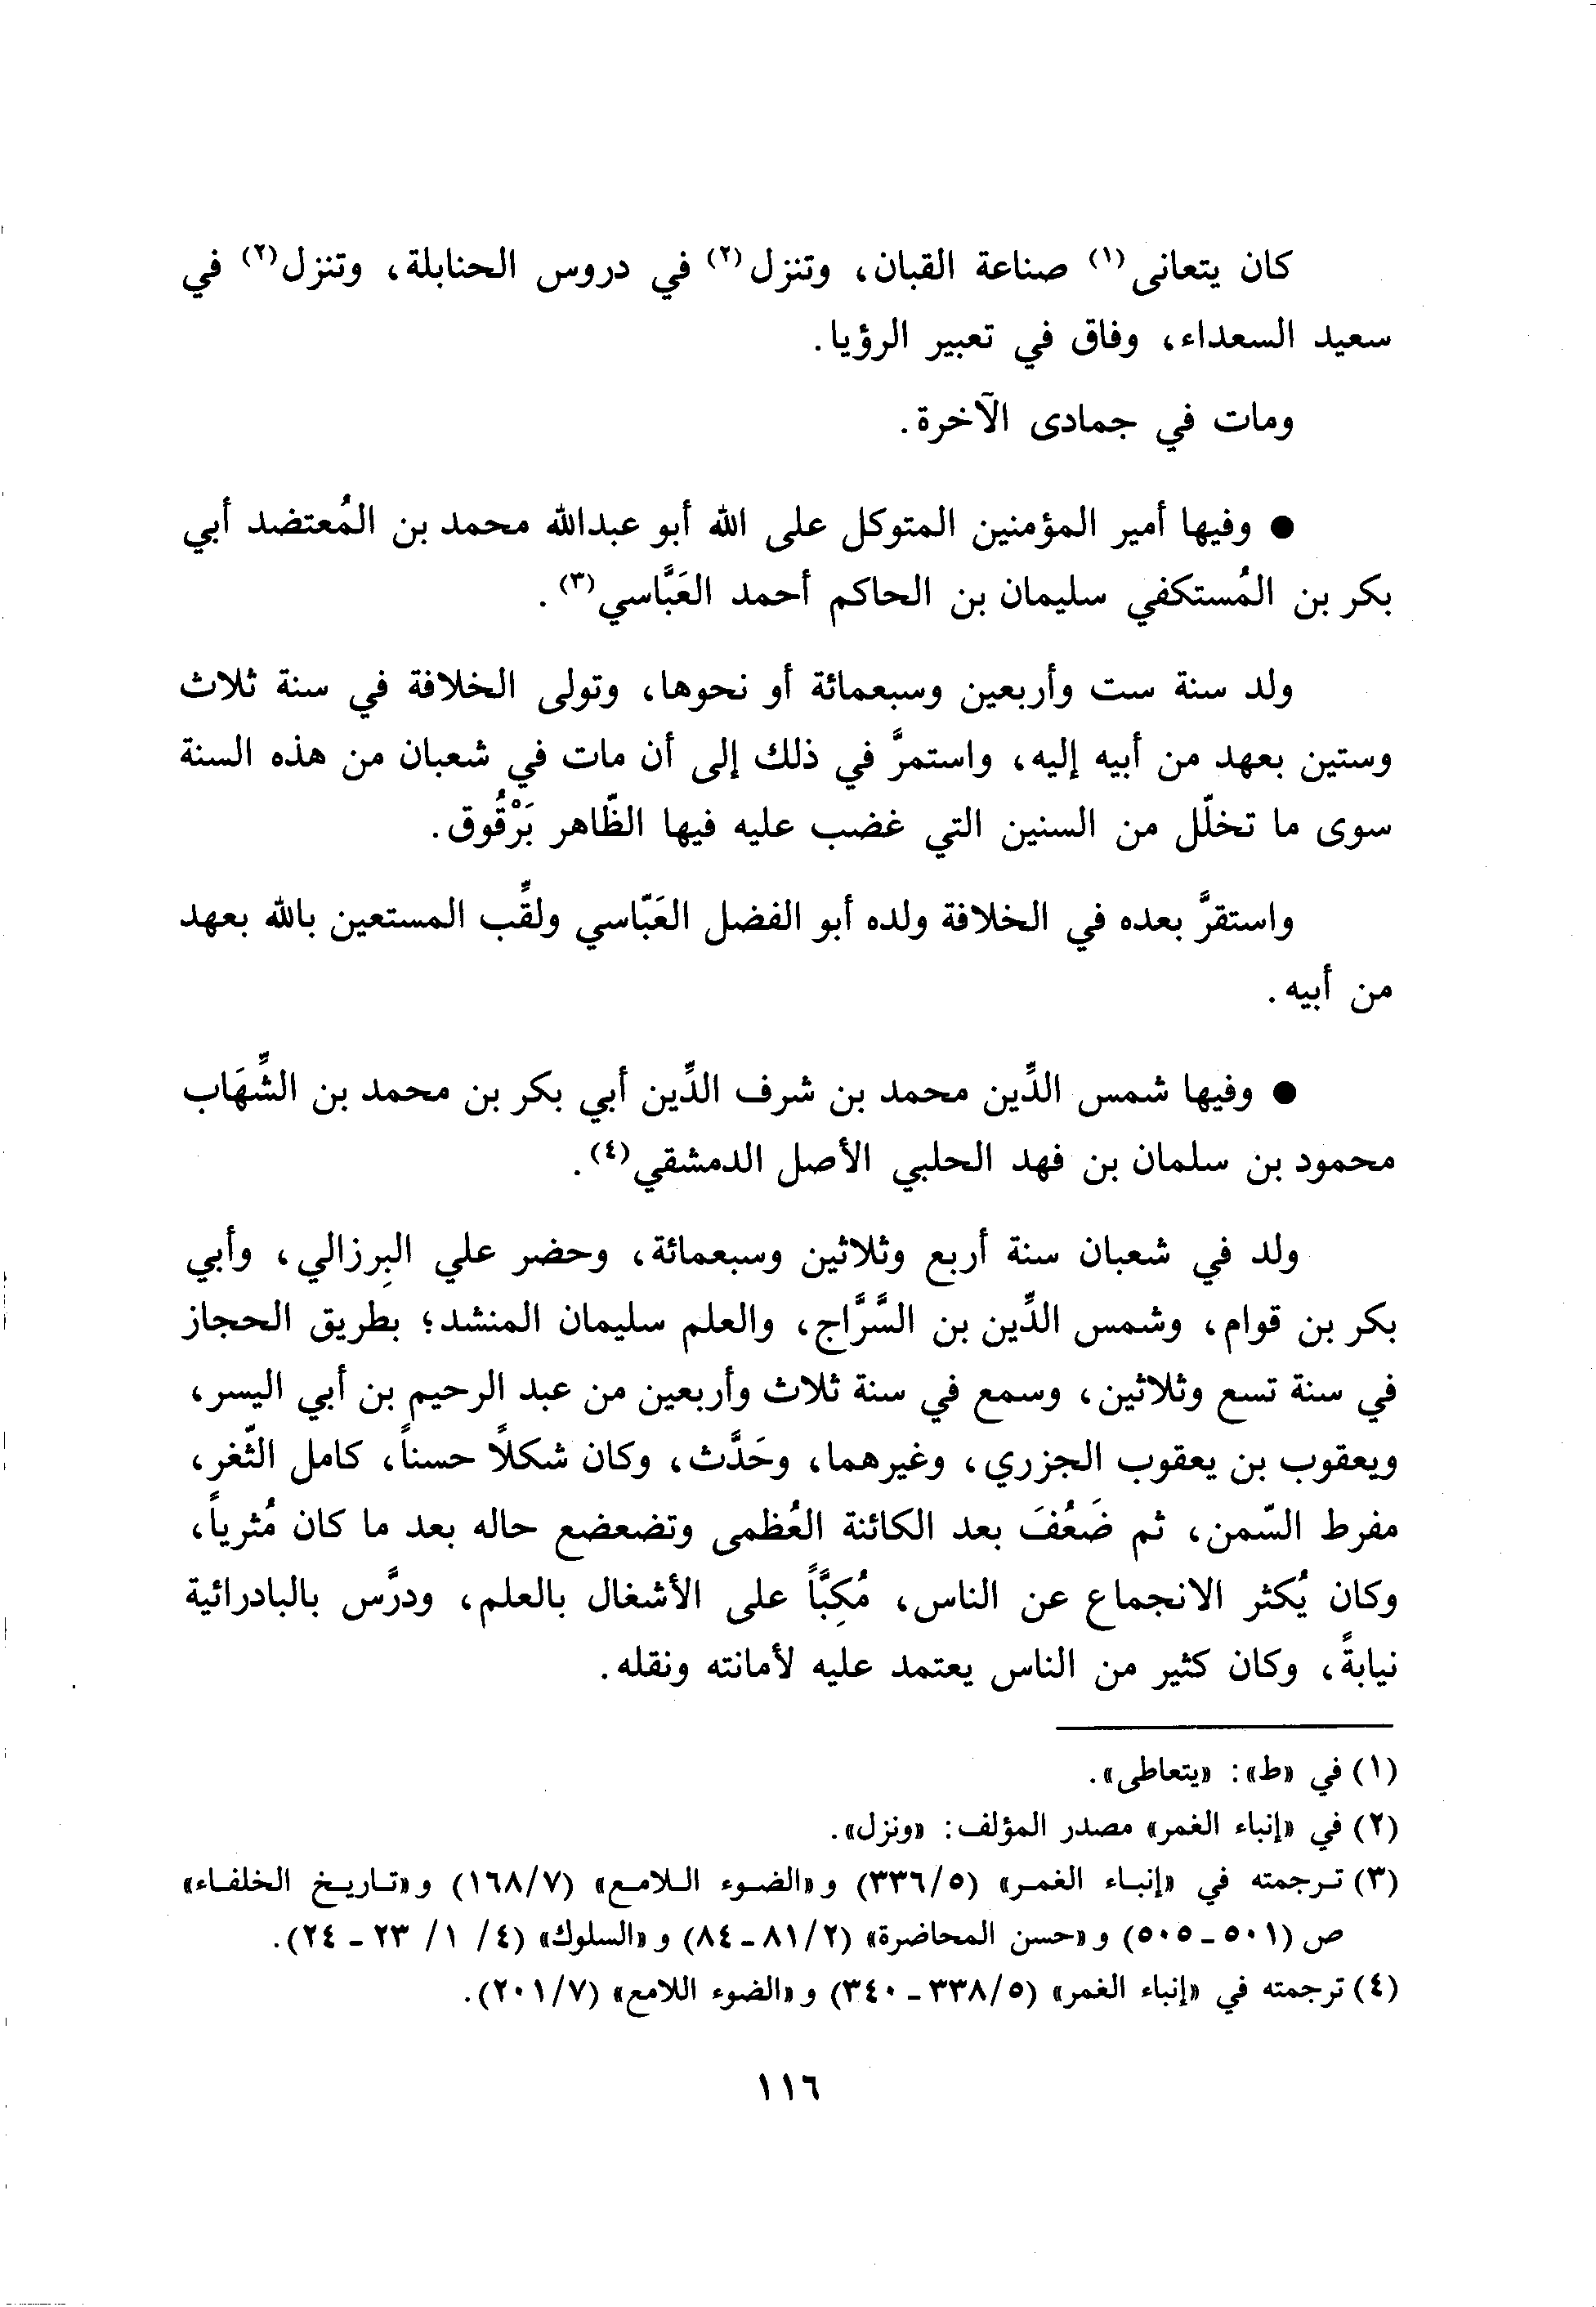 كان يتعانى(١) صناعة القبان، وتنزل(٢) في دروس الحنابلة، وتنزل(٢) في
سعيد السعداء، وفاق في تعبير الرؤيا.
ومات في جمادى الآخرة.
● وفيها أمير المؤمنين المتوكل على الله أبو عبدالله محمد بن المُعتضد أبي
بكر بن المُستكفي سليمان بن الحاكم أحمد العَبَّاسي(٣).
ولد سنة ست وأربعين وسبعمائة أو نحوها، وتولى الخلافة في سنة ثلاث
وستين بعهد من أبيه إليه، واستمرَّ في ذلك إلى أن مات في شعبان من هذه السنة
سوى ما تخلّل من السنين التي غضب عليه فيها الظّاهر بَرْقُوق.
واستقرَّ بعده في الخلافة ولده أبو الفضل العَبّاسي ولقِّب المستعين بالله بعهد
من أبيه.
● وفيها شمس الدِّين محمد بن شرف الدِّين أبي بكر بن محمد بن الشِّهَاب
محمود بن سلمان بن فهد الحلبي الأصل الدمشقي(٤).
ولد في شعبان سنة أربع وثلاثين وسبعمائة، وحضر علي البِرزالي، وأبي
بكر بن قوام، وشمس الدِّين بن السَّرَّاج، والعلم سليمان المنشد؛ بطريق الحجاز
في سنة تسع وثلاثين، وسمع في سنة ثلاث وأربعين من عبد الرحيم بن أبي اليسر،
ويعقوب بن يعقوب الجزري، وغيرهما، وحَدَّث، وكان شكلاً حسناً، كامل الثّغر،
مفرط السّمن، ثم ضَعُفَ بعد الكائنة العُظمى وتضعضع حاله بعد ما كان مُثرياً،
وكان يُكثر الانجماع عن الناس، مُكِبَّاً على الأشغال بالعلم، ودرَّس بالبادرائية
نيابةً، وكان كثير من الناس يعتمد عليه لأمانته ونقله.
(١) في «ط»: «يتعاطى».
(٢) في «إنباء الغمر» مصدر المؤلف: «ونزل».
(٣) ترجمته في «إنباء الغمر» (٥/٣٣٦) و«الضوء اللامع» (٧/١٦٨) و«تاريخ الخلفاء»
ص (٥٠١ - ٥٠٥) و«حسن المحاضرة» (٢/٨١ - ٨٤) و«السلوك» (٤/ ١/ ٢٣ - ٢٤).
(٤) ترجمته في «إنباء الغمر» (٥/٣٣٨ - ٣٤٠) و«الضوء اللامع» (٧/٢٠١).
١١٦